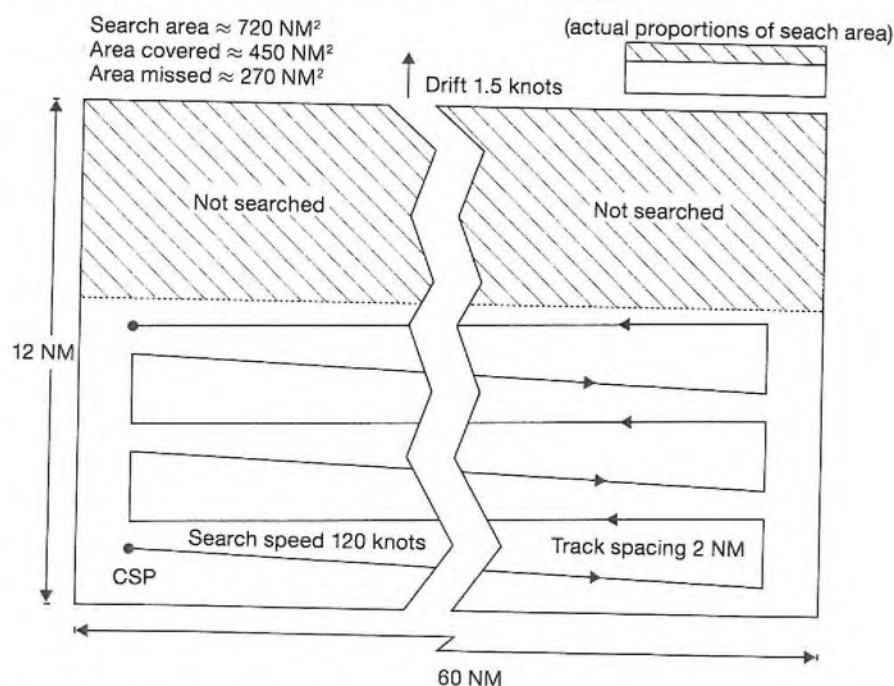 Search area ≈ 720 NM²
Area covered ≈ 450 NM²
Area missed ≈ 270 NM²
(actual proportions of seach area)
Drift 1.5 knots
Not searched
Not searched
12 NM
Search speed 120 knots
Track spacing 2 NM
CSP
60 NM